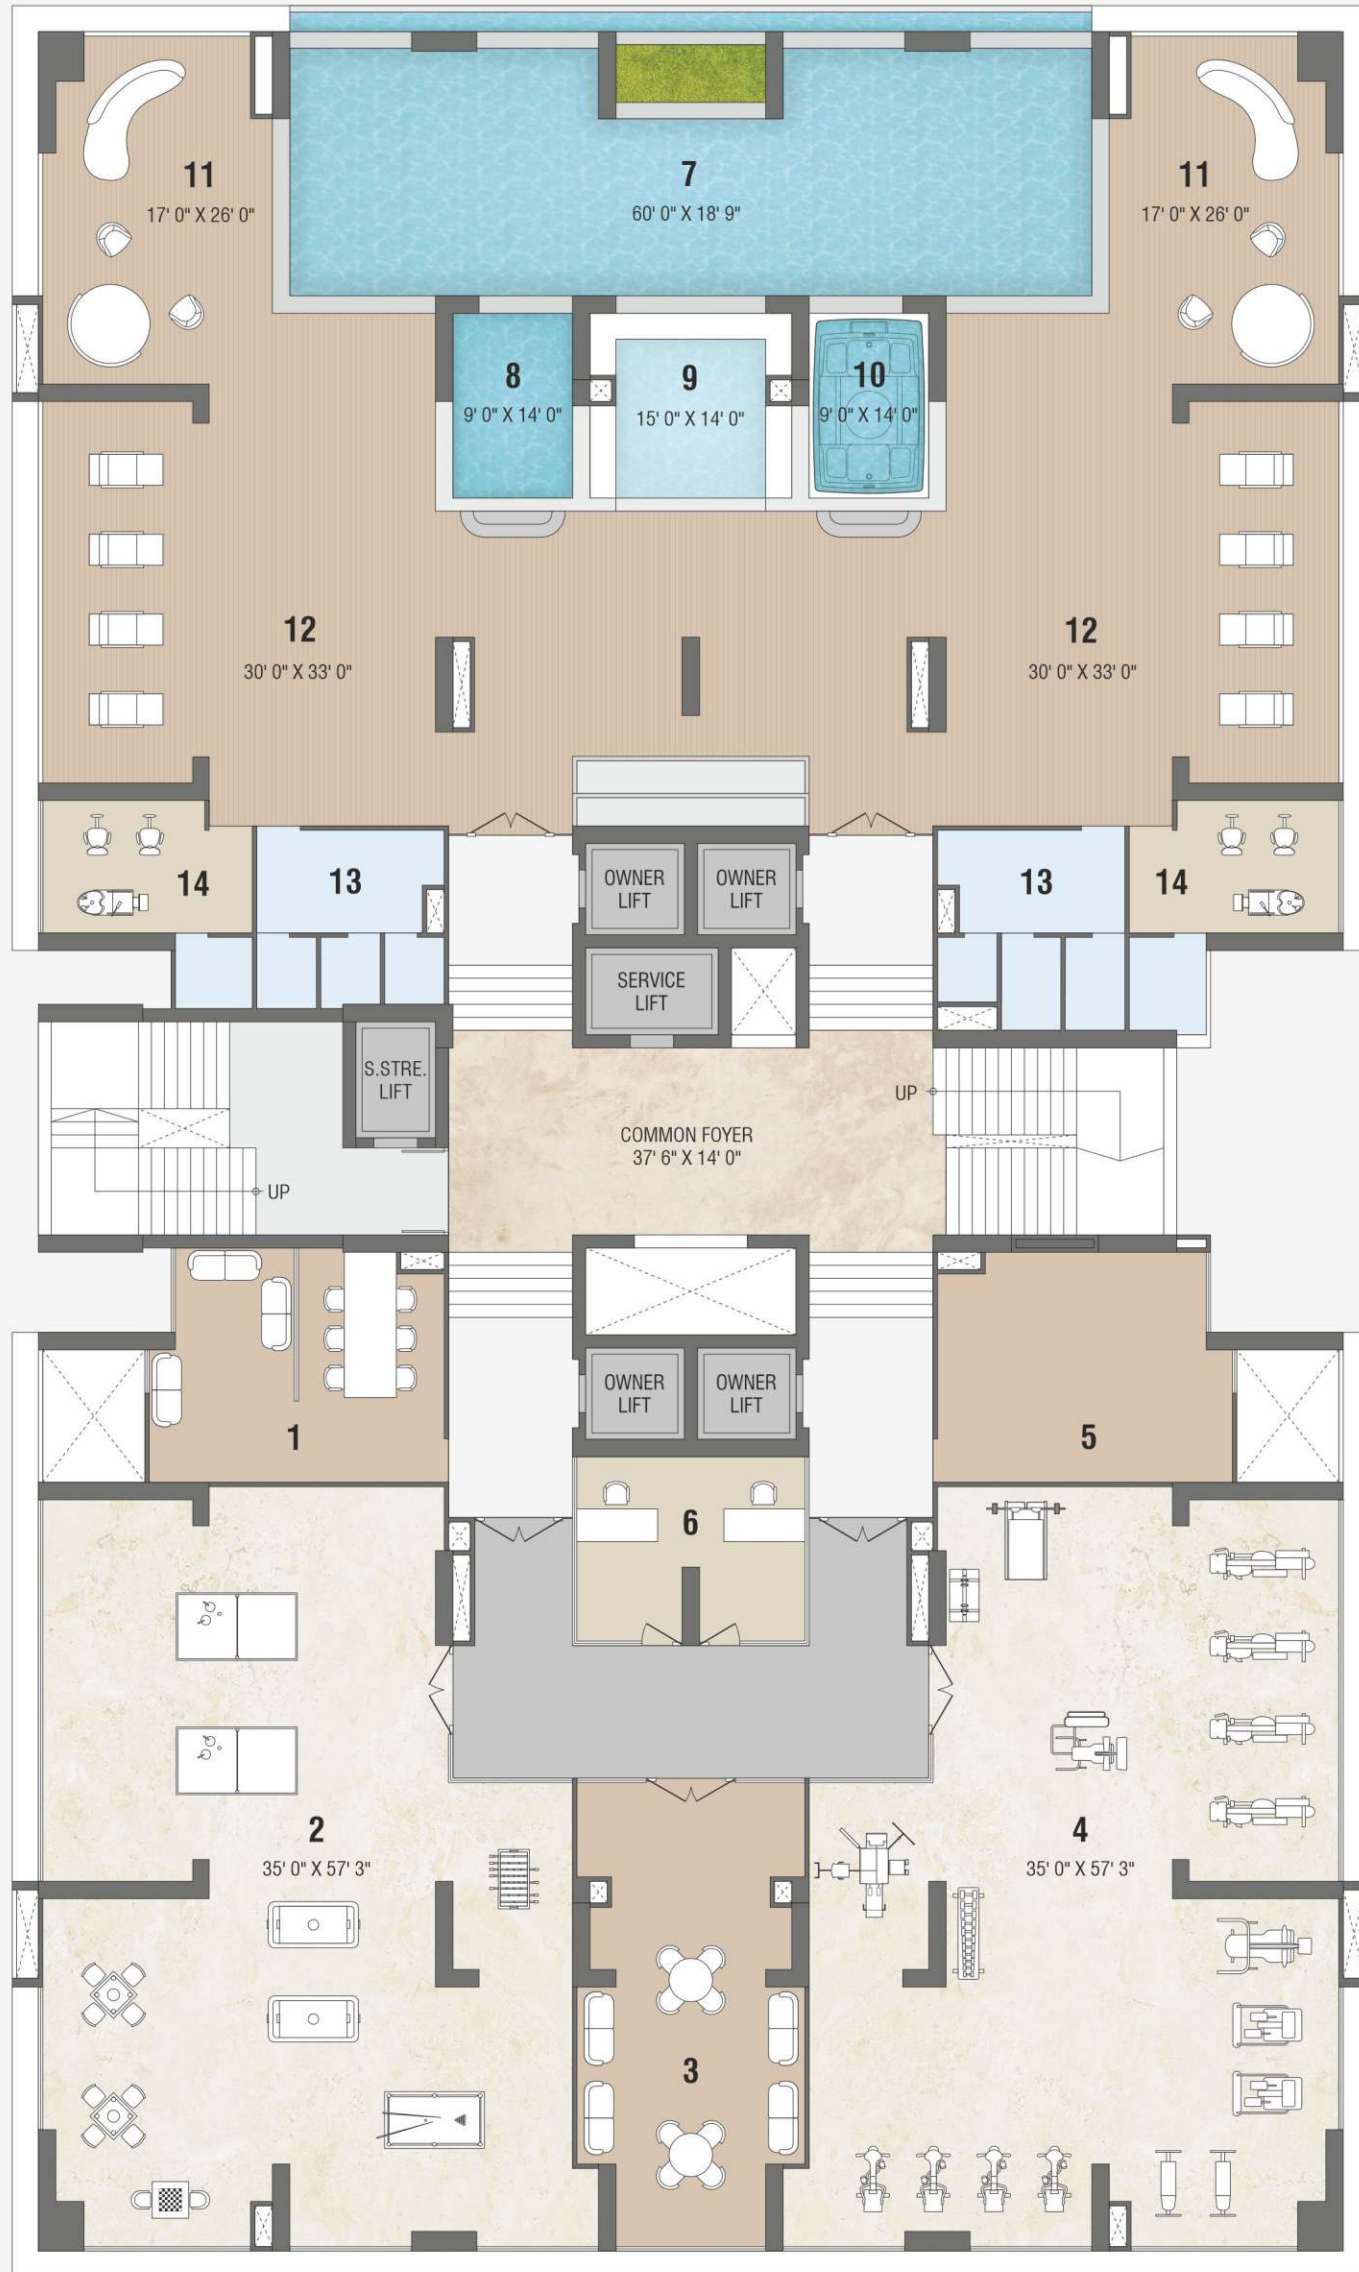 11
17' 0" X 26' 0"
7
60' 0" X 18' 9"
11
17' 0" X 26' 0"
8
9' 0" X 14' 0"
9
15' 0" X 14' 0"
10
9' 0" X 14' 0"
12
30' 0" X 33' 0"
12
30' 0" X 33' 0"
14
13
OWNER
LIFT
OWNER
LIFT
13
14
SERVICE
LIFT
S.STRE.
LIFT
UP
COMMON FOYER
37' 6" X 14' 0"
UP
1
OWNER
LIFT
OWNER
LIFT
5
6
2
35' 0" X 57' 3"
4
35' 0" X 57' 3"
3